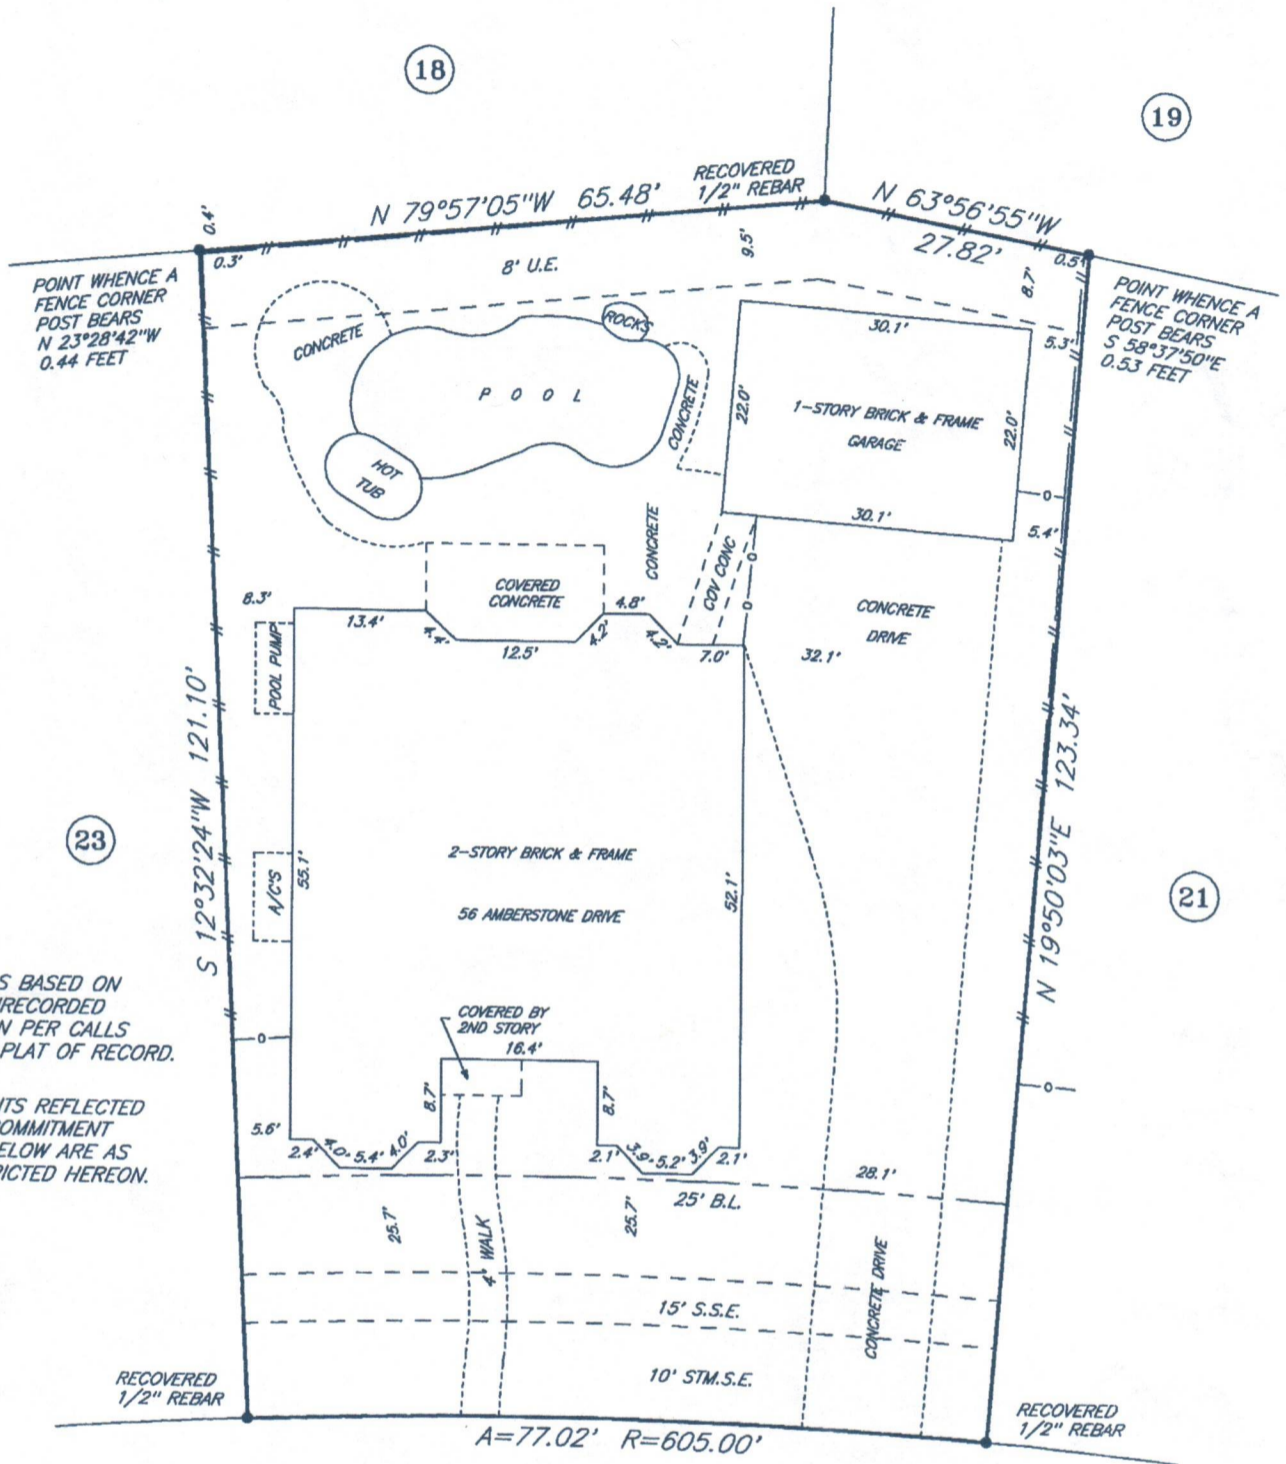 18
19
RECOVERED
1/2" REBAR
N 79°57'05"W 65.48'
N 63°56'55"W
27.82'
0.4'
0.3'
9.5'
0.5'
8.7'
8' U.E.
POINT WHENCE A
FENCE CORNER
POST BEARS
N 23°28'42"W
0.44 FEET
POINT WHENCE A
FENCE CORNER
POST BEARS
S 58°37'50"E
0.53 FEET
CONCRETE
ROCKS
30.1'
5.3'
P O O L
CONCRETE
22.0'
1-STORY BRICK & FRAME
GARAGE
22.0'
HOT
TUB
30.1'
5.4'
CONCRETE
COV CONC
COVERED
CONCRETE
CONCRETE
DRIVE
8.3'
13.4'
4.4'
12.5'
4.2'
4.8'
4.2'
7.0'
32.1'
POOL PUMP
S 12°32'24"W 121.10'
N 19°50'03"E 123.34'
23
21
A/C'S
55.1'
52.1'
2-STORY BRICK & FRAME
56 AMBERSTONE DRIVE
S BASED ON
RECORDED
N PER CALLS
PLAT OF RECORD.
COVERED BY
2ND STORY
16.4'
8.7'
8.7'
TS REFLECTED
OMMITMENT
ELOW ARE AS
ICTED HEREON.
5.6'
2.4'
4.0'
5.4'
4.0'
2.3'
2.1'
3.9'
5.2'
3.9'
2.1'
28.1'
25' B.L.
25.7'
25.7'
4' WALK
CONCRETE DRIVE
15' S.S.E.
10' STM.S.E.
RECOVERED
1/2" REBAR
RECOVERED
1/2" REBAR
A=77.02' R=605.00'